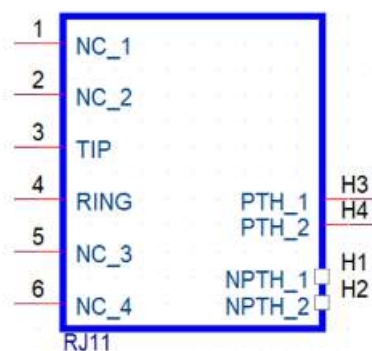 1 NC_1
2 NC_2
3 TIP
4 RING PTH_1 H3
PTH_2 H4
5 NC_3
NPTH_1 H1
6 NC_4 NPTH_2 H2
RJ11